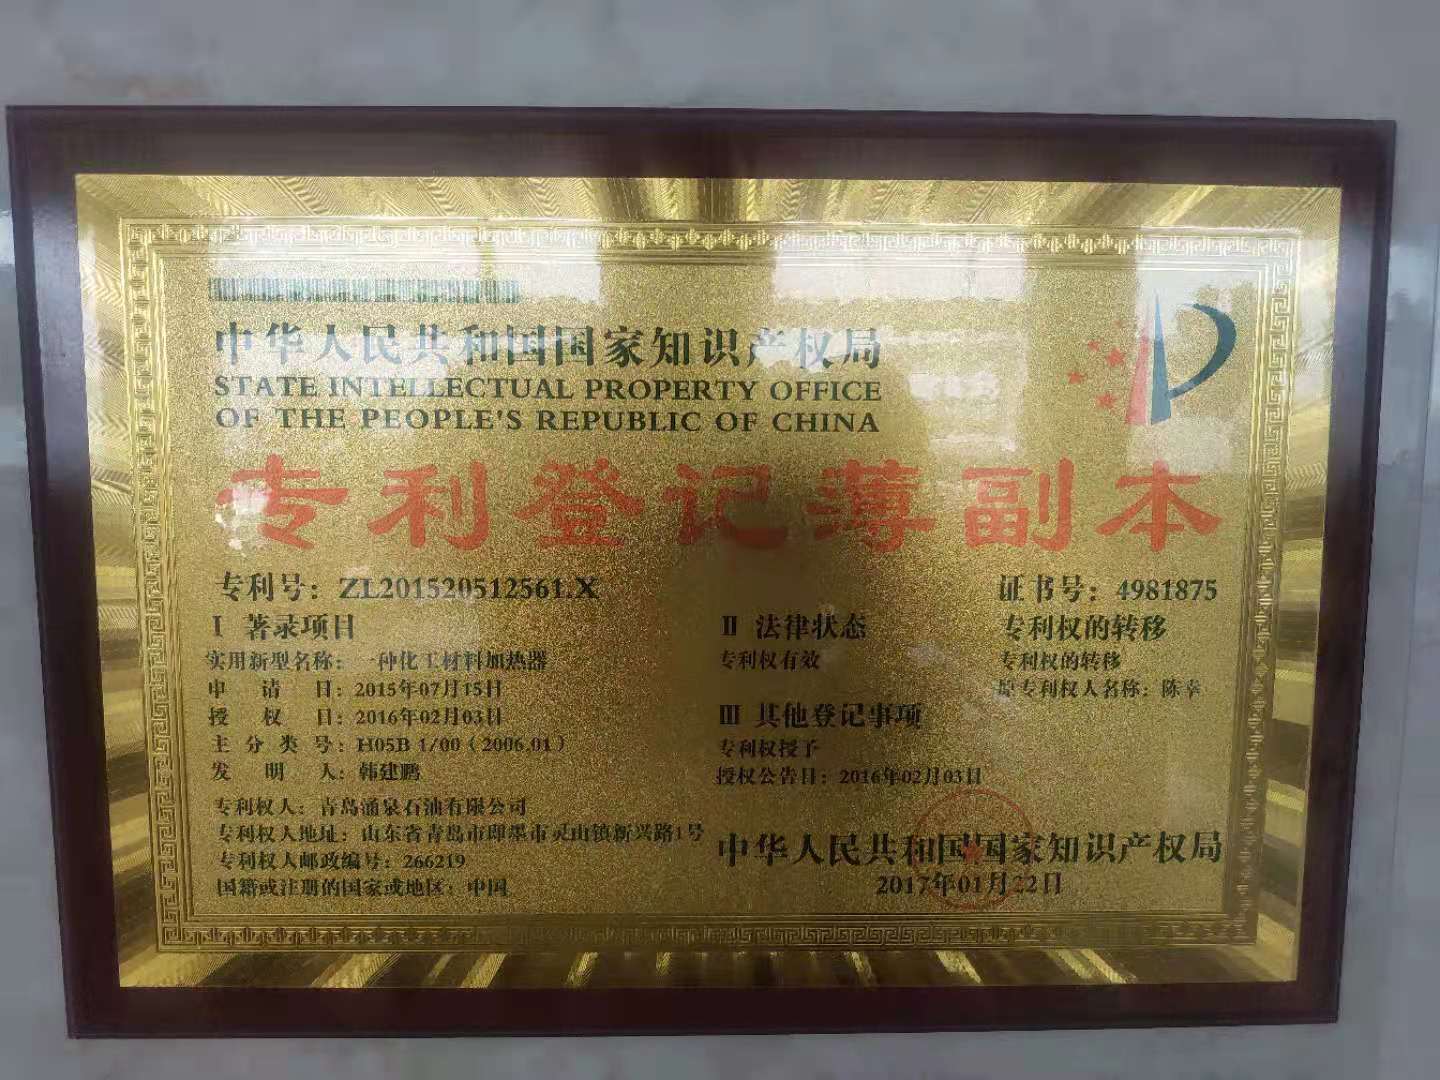 中华人民共和国国家知识产权局
STATE INTELLECTUAL PROPERTY OFFICE
OF THE PEOPLE'S REPUBLIC OF CHINA
专利登记薄副本
专利号：ZL201520512561.X
证书号：4981875
I 著录项目
实用新型名称：一种化工材料加热器
申请日：2015年07月15日
授权日：2016年02月03日
主分类号：H05B 1/00（2006.01）
发明人：韩建鹏
专利权人：青岛涌泉石油有限公司
专利权人地址：山东省青岛市即墨市灵山镇新兴路1号
专利权人邮政编号：266219
国籍或注册的国家或地区：中国
II 法律状态
专利权有效
III 其他登记事项
专利权授予
授权公告日：2016年02月03日
专利权的转移
专利权的转移
原专利权人名称：陈幸
中华人民共和国国家知识产权局
2017年01月22日